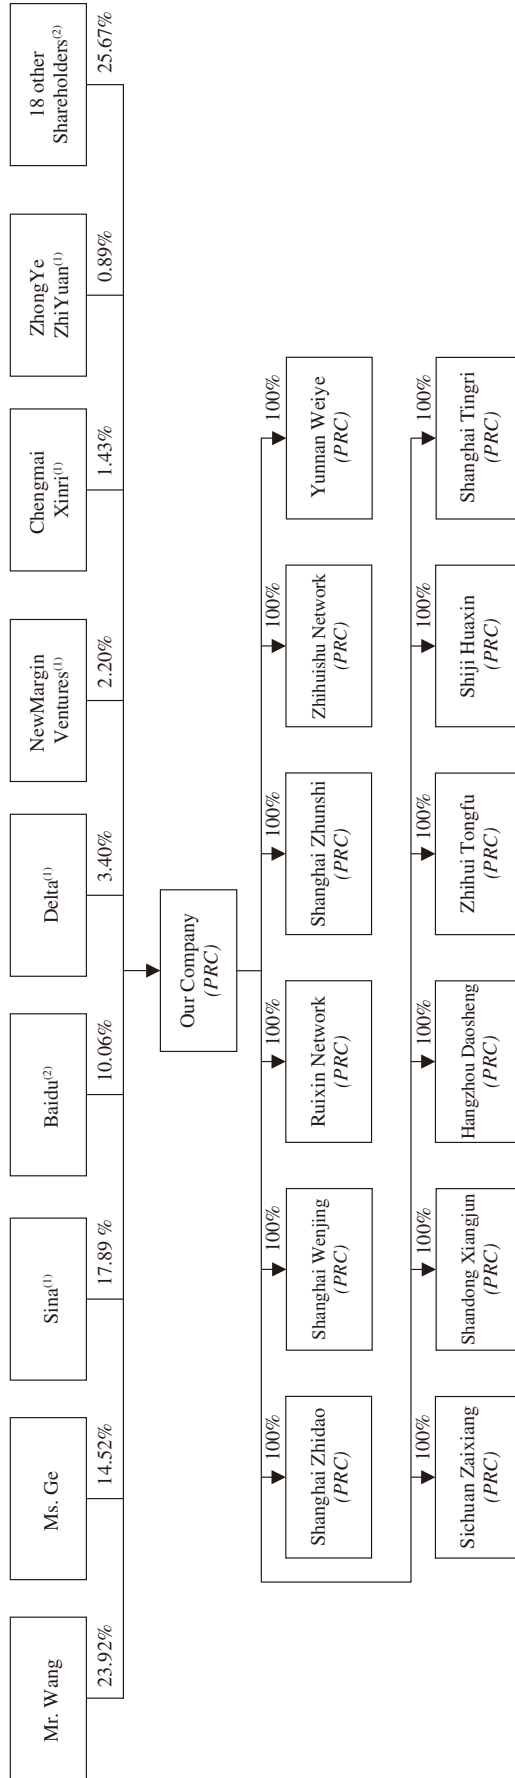 Mr. Wang
23.92%
Ms. Ge
14.52%
Sina(1)
17.89 %
Baidu(2)
10.06%
Delta(1)
3.40%
NewMargin
Ventures(1)
2.20%
Chengmai
Xinri(1)
1.43%
ZhongYe
ZhiYuan(1)
0.89%
18 other
Shareholders(2)
25.67%
Our Company
(PRC)
100%
Shanghai Zhidao
(PRC)
100%
Shanghai Wenjing
(PRC)
100%
Ruixin Network
(PRC)
100%
Shanghai Zhunshi
(PRC)
100%
Zhihuishu Network
(PRC)
100%
Yunnan Weiye
(PRC)
100%
Sichuan Zaixiang
(PRC)
100%
Shandong Xiangjun
(PRC)
100%
Hangzhou Daosheng
(PRC)
100%
Zhihui Tongfu
(PRC)
100%
Shiji Huaxin
(PRC)
100%
Shanghai Tingri
(PRC)